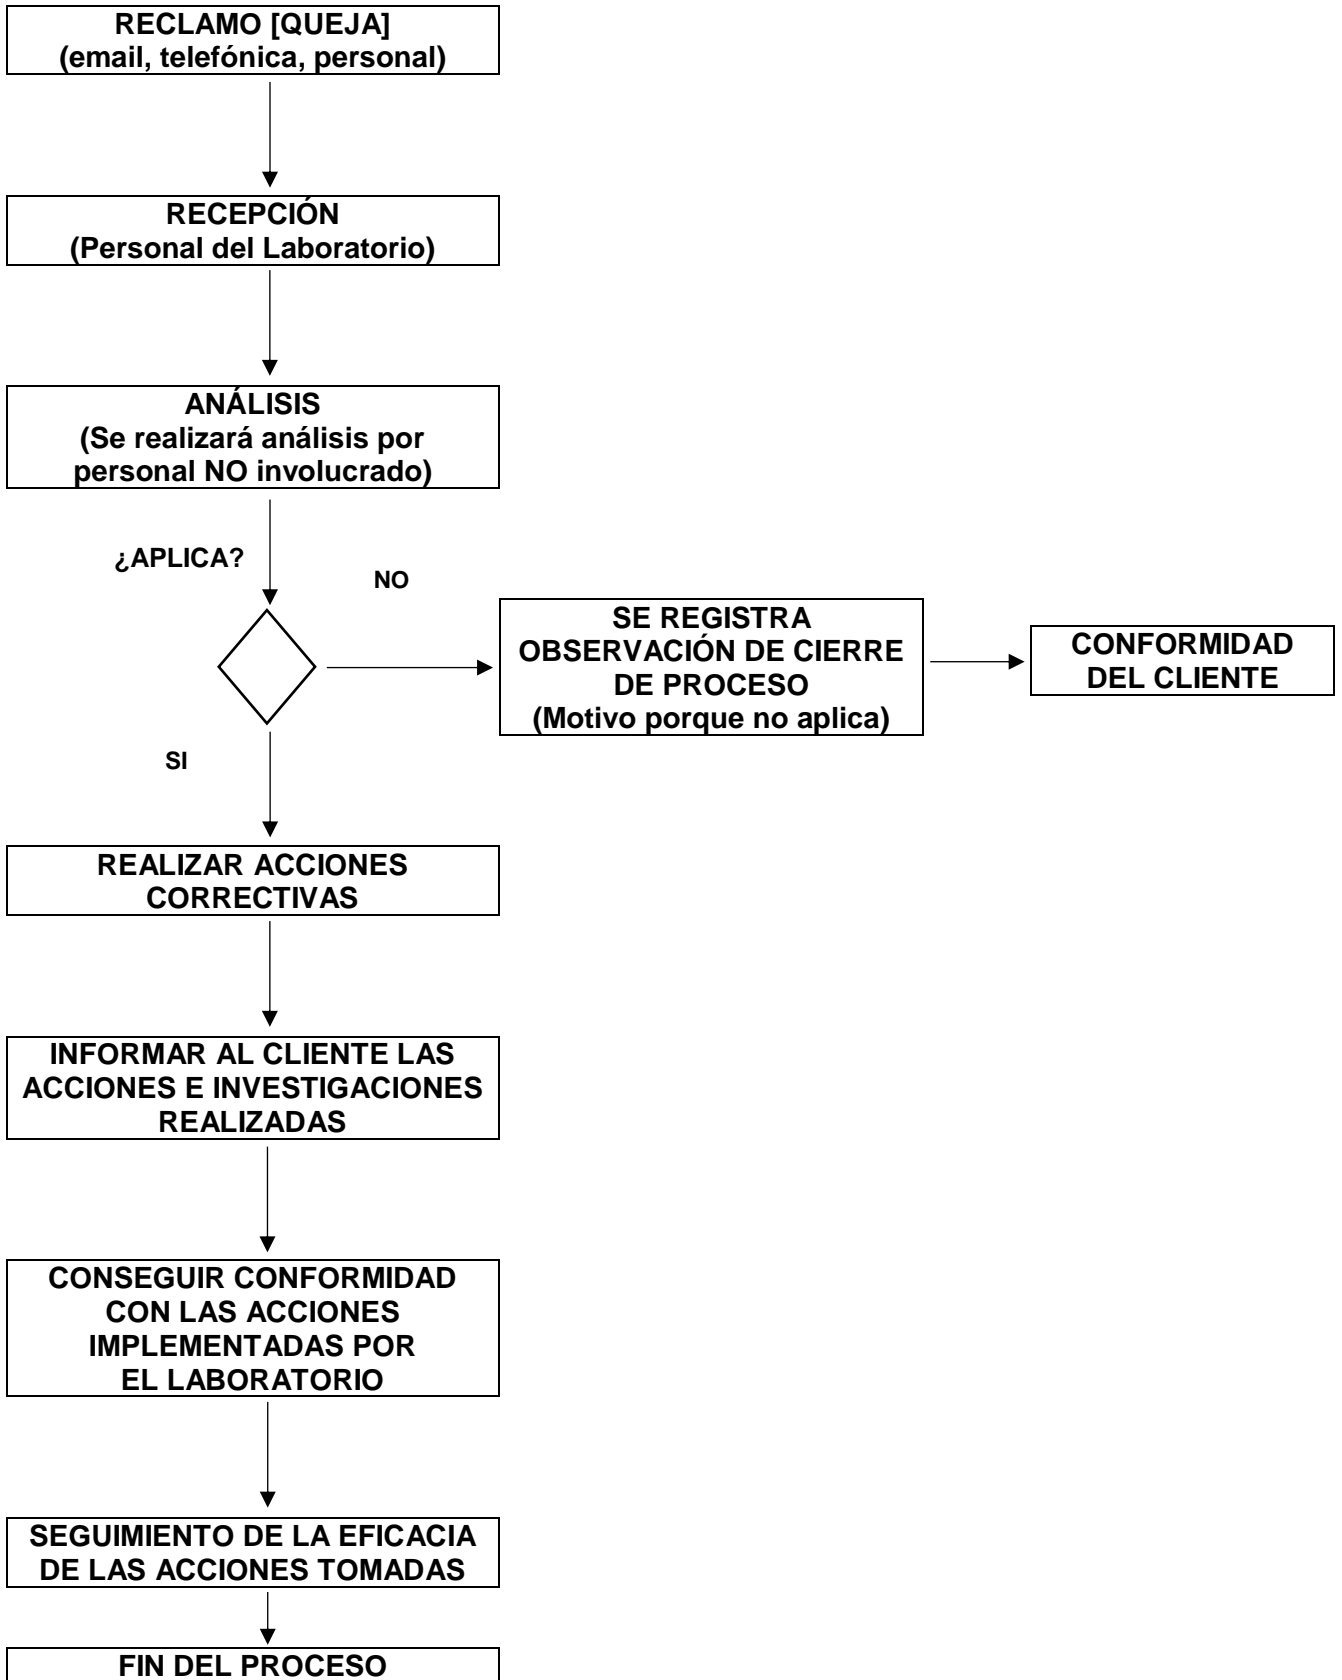 RECLAMO [QUEJA]
(email, telefónica, personal)
RECEPCIÓN
(Personal del Laboratorio)
ANÁLISIS
(Se realizará análisis por
personal NO involucrado)
¿APLICA?
NO
SE REGISTRA
OBSERVACIÓN DE CIERRE
DE PROCESO
(Motivo porque no aplica)
CONFORMIDAD
DEL CLIENTE
SI
REALIZAR ACCIONES
CORRECTIVAS
INFORMAR AL CLIENTE LAS
ACCIONES E INVESTIGACIONES
REALIZADAS
CONSEGUIR CONFORMIDAD
CON LAS ACCIONES
IMPLEMENTADAS POR
EL LABORATORIO
SEGUIMIENTO DE LA EFICACIA
DE LAS ACCIONES TOMADAS
FIN DEL PROCESO